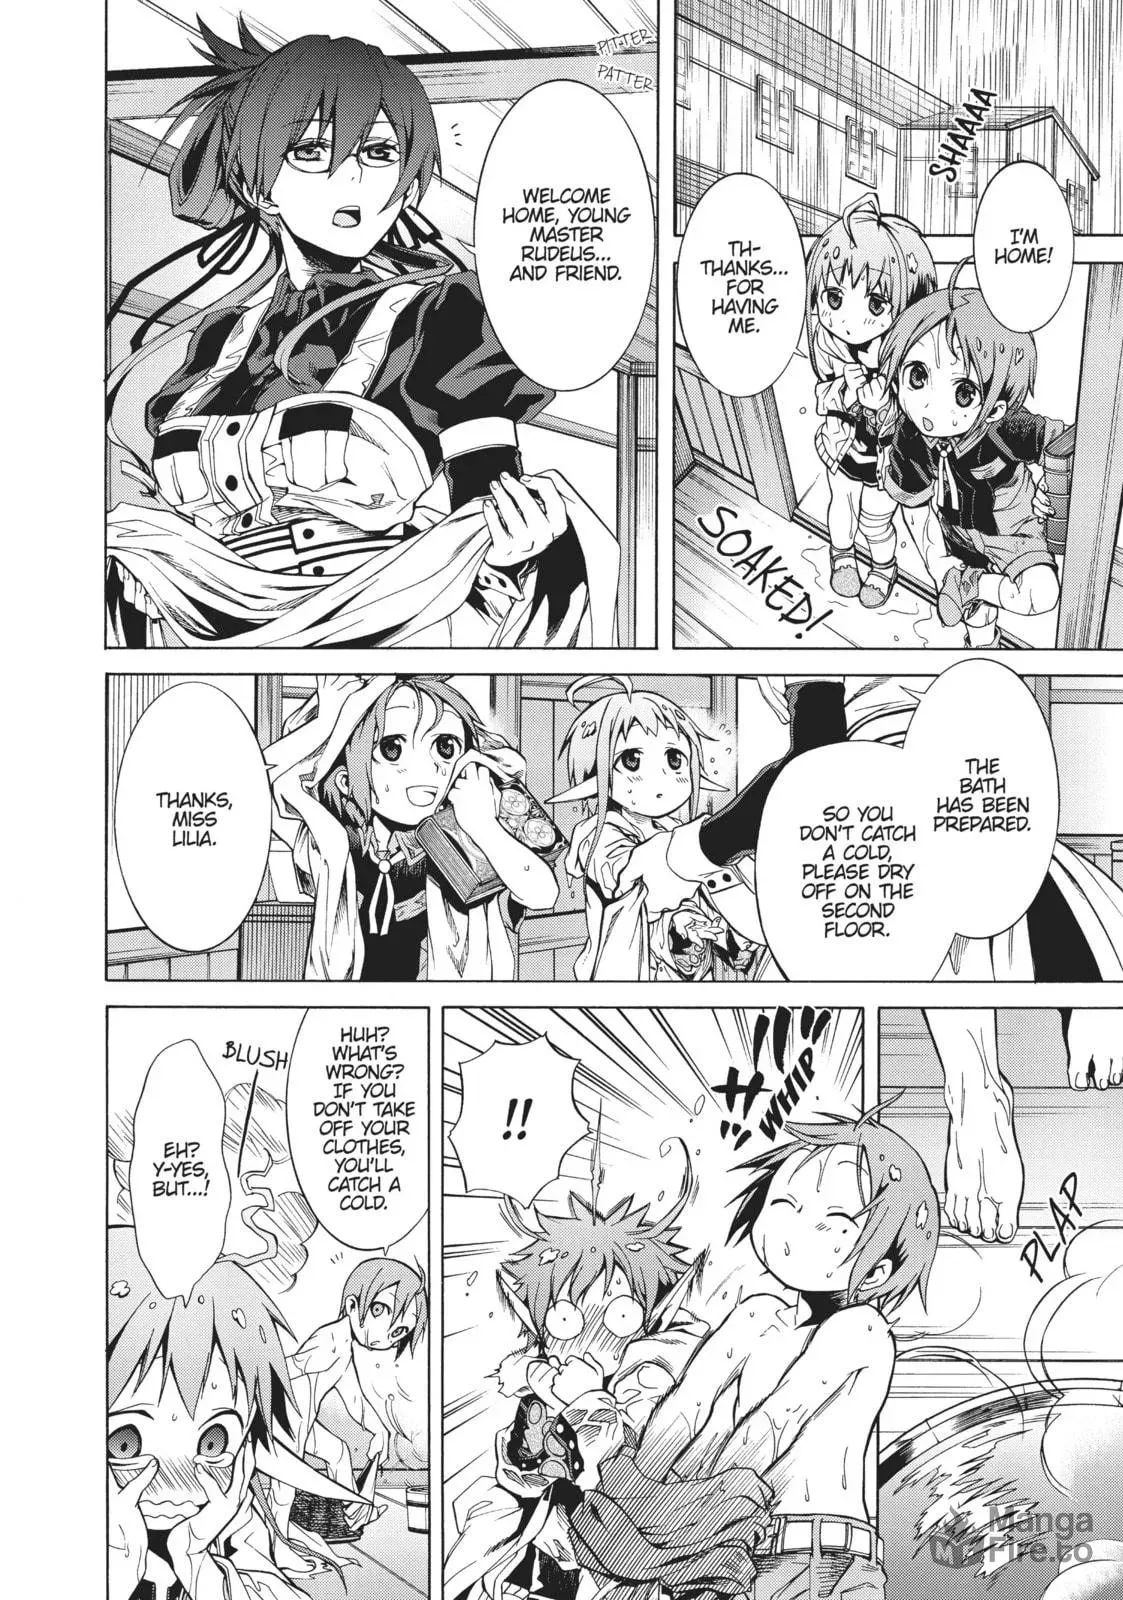 SHAAAA
I'M
HOME!
TH-
THANKS...
FOR
HAVING
ME.
SOAKED!
PITTER
PATTER
WELCOME
HOME, YOUNG
MASTER
RUDEUS...
AND FRIEND.
THE
BATH
HAS BEEN
PREPARED.
SO YOU
DON'T CATCH
A COLD,
PLEASE DRY
OFF ON THE
SECOND
FLOOR.
THANKS,
MISS
LILIA.
PLAP
WHIP
!!
HUH?
WHAT'S
WRONG?
IF YOU
DON'T TAKE
OFF YOUR
CLOTHES,
YOU'LL
CATCH A
COLD.
BLUSH
EH?
Y-YES,
BUT...!
Manga
Fire.to